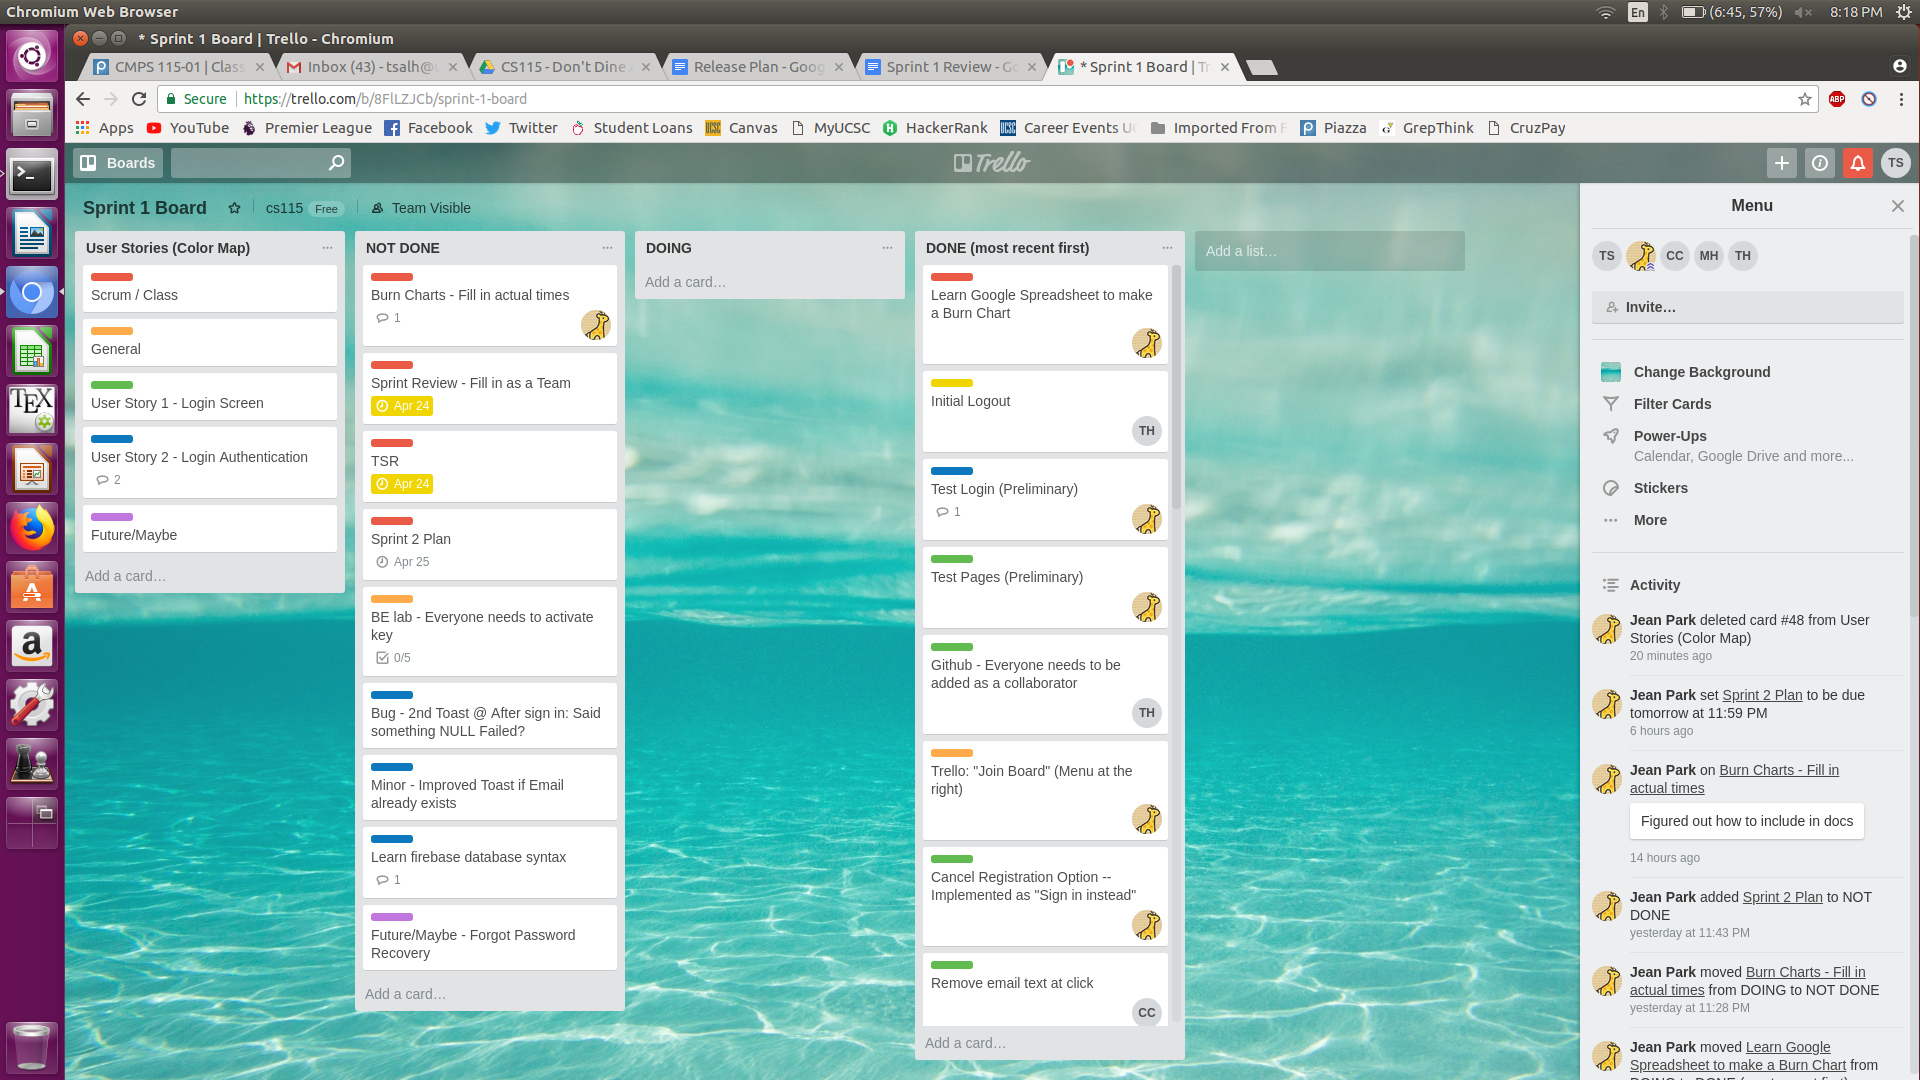 Chromium Web Browser
En
(6:45, 57%)
8:18 PM
* Sprint 1 Board | Trello - Chromium
CMPS 115-01 | Class
Inbox (43) - tsalh@u
CS115 - Don't Dine A
Release Plan - Goog
Sprint 1 Review - Go
* Sprint 1 Board | Tr
Secure
https://trello.com/b/8FlLZJCb/sprint-1-board
ABP
Apps
YouTube
Premier League
Facebook
Twitter
Student Loans
Canvas
MyUCSC
HackerRank
Career Events UC
Imported From F
Piazza
GrepThink
CruzPay
Boards
Trello
TS
Sprint 1 Board
cs115
Free
Team Visible
User Stories (Color Map)
Scrum / Class
General
User Story 1 - Login Screen
User Story 2 - Login Authentication
2
Future/Maybe
Add a card…
NOT DONE
Burn Charts - Fill in actual times
1
Sprint Review - Fill in as a Team
Apr 24
TSR
Apr 24
Sprint 2 Plan
Apr 25
BE lab - Everyone needs to activate
key
0/5
Bug - 2nd Toast @ After sign in: Said
something NULL Failed?
Minor - Improved Toast if Email
already exists
Learn firebase database syntax
1
Future/Maybe - Forgot Password
Recovery
Add a card…
DOING
Add a card…
DONE (most recent first)
Learn Google Spreadsheet to make
a Burn Chart
Initial Logout
TH
Test Login (Preliminary)
1
Test Pages (Preliminary)
Github - Everyone needs to be
added as a collaborator
TH
Trello: "Join Board" (Menu at the
right)
Cancel Registration Option --
Implemented as "Sign in instead"
Remove email text at click
CC
Add a card…
Add a list…
Menu
TS
CC
MH
TH
Invite…
Change Background
Filter Cards
Power-Ups
Calendar, Google Drive and more...
Stickers
More
Activity
Jean Park deleted card #48 from User
Stories (Color Map)
20 minutes ago
Jean Park set Sprint 2 Plan to be due
tomorrow at 11:59 PM
6 hours ago
Jean Park on Burn Charts - Fill in
actual times
Figured out how to include in docs
14 hours ago
Jean Park added Sprint 2 Plan to NOT
DONE
yesterday at 11:43 PM
Jean Park moved Burn Charts - Fill in
actual times from DOING to NOT DONE
yesterday at 11:28 PM
Jean Park moved Learn Google
Spreadsheet to make a Burn Chart from
DOING to DONE (most recent first)
TEX